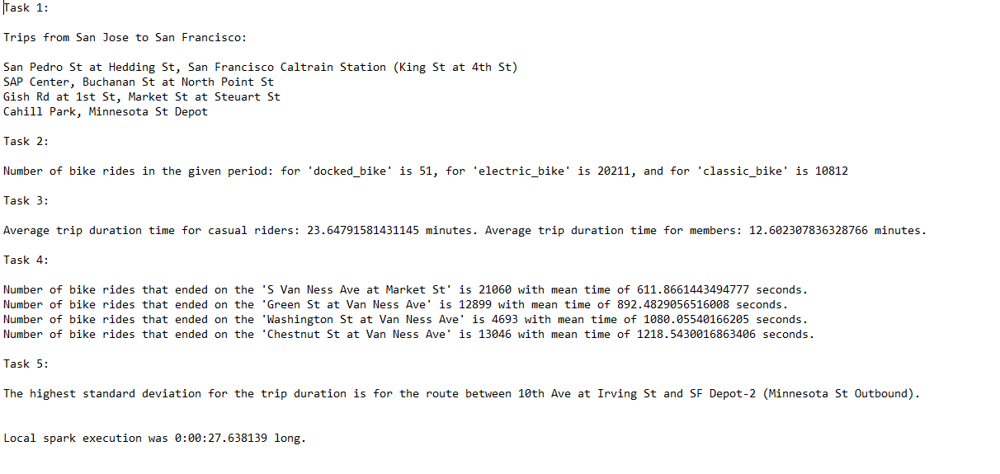 Task 1:
Trips from San Jose to San Francisco:
San Pedro St at Hedding St, San Francisco Caltrain Station (King St at 4th St)
SAP Center, Buchanan St at North Point St
Gish Rd at 1st St, Market St at Steuart St
Cahill Park, Minnesota St Depot
Task 2:
Number of bike rides in the given period: for 'docked_bike' is 51, for 'electric_bike' is 20211, and for 'classic_bike' is 10812
Task 3:
Average trip duration time for casual riders: 23.64791581431145 minutes. Average trip duration time for members: 12.602307836328766 minutes.
Task 4:
Number of bike rides that ended on the 'S Van Ness Ave at Market St' is 21060 with mean time of 611.8661443494777 seconds.
Number of bike rides that ended on the 'Green St at Van Ness Ave' is 12899 with mean time of 892.4829056516008 seconds.
Number of bike rides that ended on the 'Washington St at Van Ness Ave' is 4693 with mean time of 1080.05540166205 seconds.
Number of bike rides that ended on the 'Chestnut St at Van Ness Ave' is 13046 with mean time of 1218.5430016863406 seconds.
Task 5:
The highest standard deviation for the trip duration is for the route between 10th Ave at Irving St and SF Depot-2 (Minnesota St Outbound).
Local spark execution was 0:00:27.638139 long.